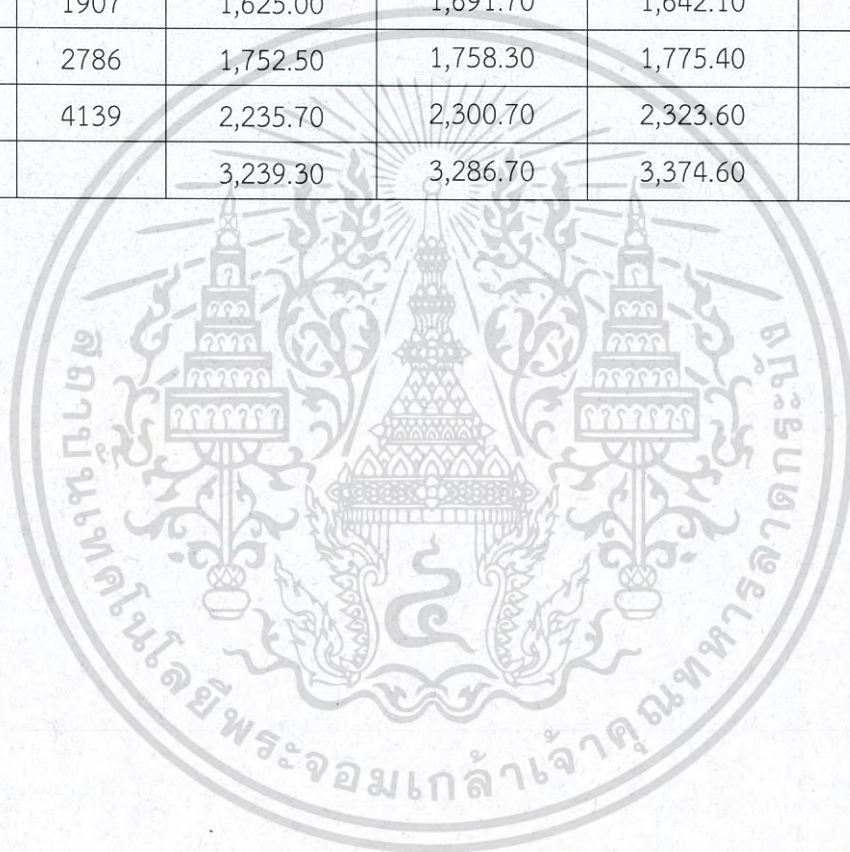 1907 1,625.00 1,691.70 1,642.10
2786 1,752.50 1,758.30 1,775.40
4139 2,235.70 2,300.70 2,323.60
3,239.30 3,286.70 3,374.60
สถาบันเทคโนโลยีพระจอมเกล้าเจ้าคุณทหารลาดกระบัง
๔